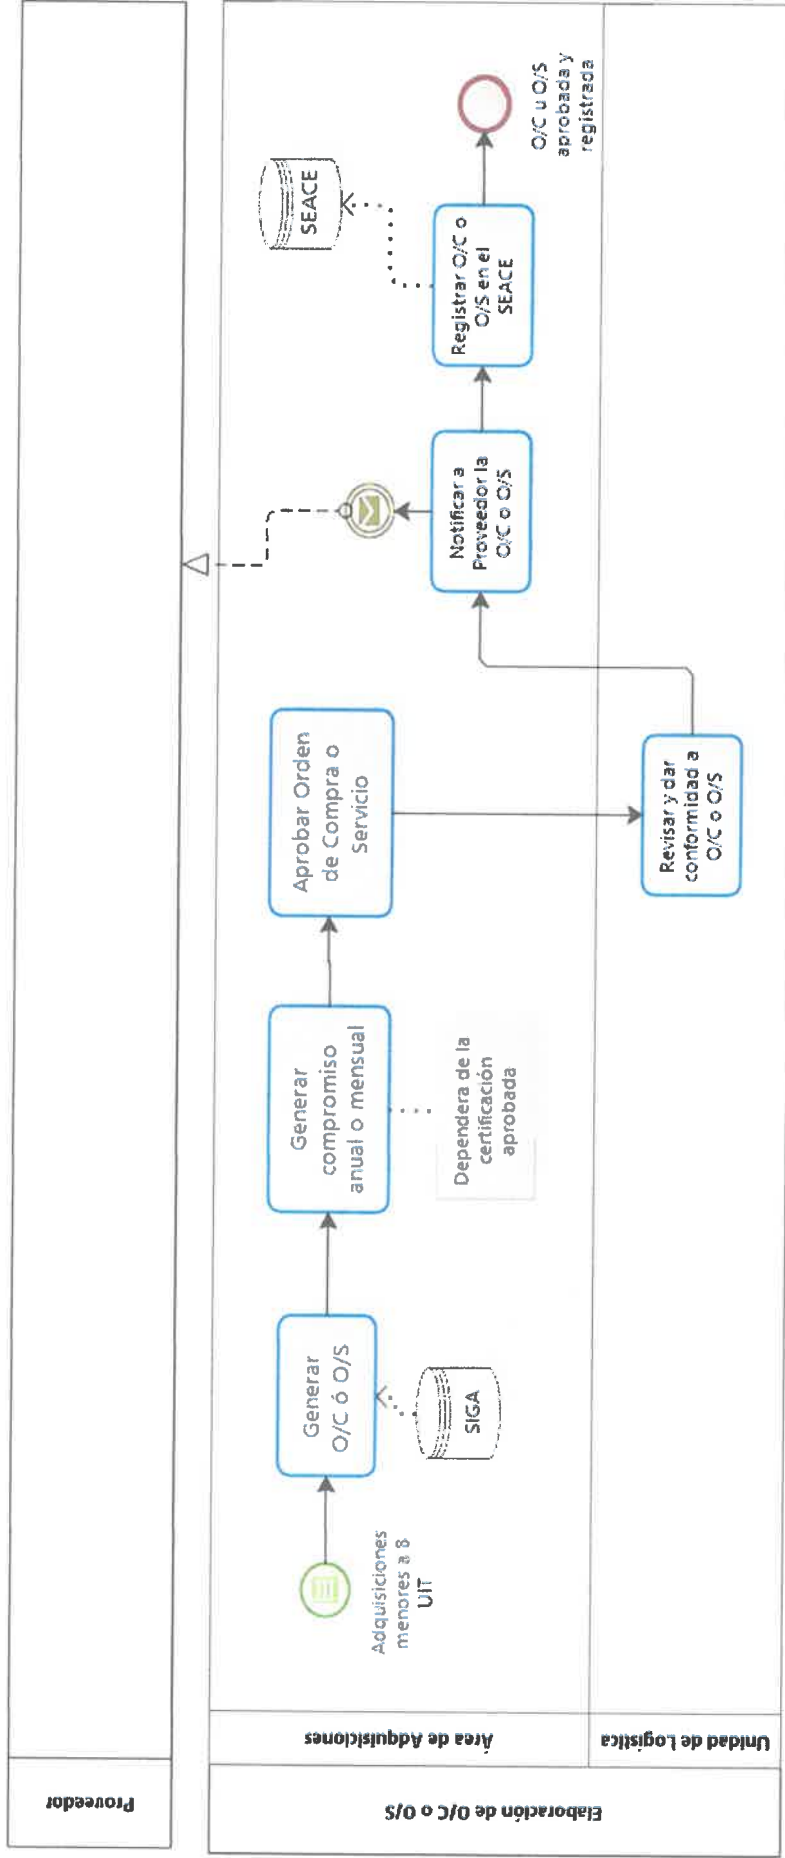 Proveedor
Elaboración de O/C o O/S
Área de Adquisiciones
Unidad de Logística
Adquisiciones
menores a 8
UIT
Generar
O/C ó O/S
SIGA
Generar
compromiso
anual o mensual
Dependera de la
certificación
aprobada
Aprobar Orden
de Compra o
Servicio
Revisar y dar
conformidad a
O/C o O/S
Notificar a
Proveedor la
O/C o O/S
Registrar O/C o
O/S en el
SEACE
SEACE
O/C u O/S
aprobada y
registrada